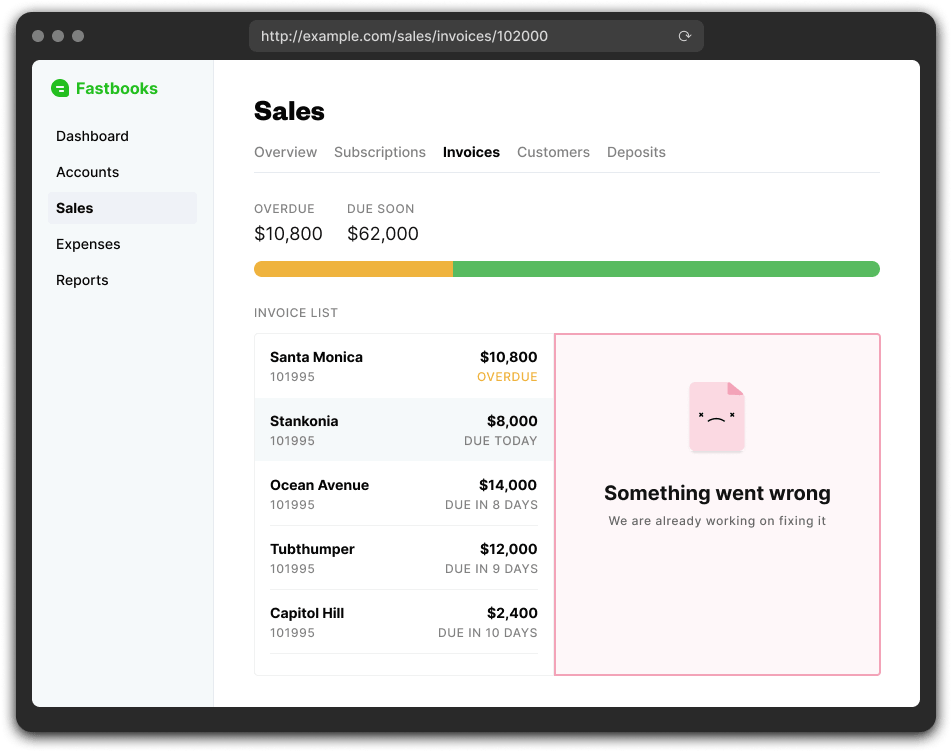 http://example.com/sales/invoices/102000
Fastbooks
Dashboard
Accounts
Sales
Expenses
Reports
Sales
Overview Subscriptions Invoices Customers Deposits
OVERDUE DUE SOON
$10,800 $62,000
INVOICE LIST
Santa Monica $10,800
101995 OVERDUE
Stankonia $8,000
101995 DUE TODAY
Ocean Avenue $14,000
101995 DUE IN 8 DAYS
Tubthumper $12,000
101995 DUE IN 9 DAYS
Capitol Hill $2,400
101995 DUE IN 10 DAYS
Something went wrong
We are already working on fixing it